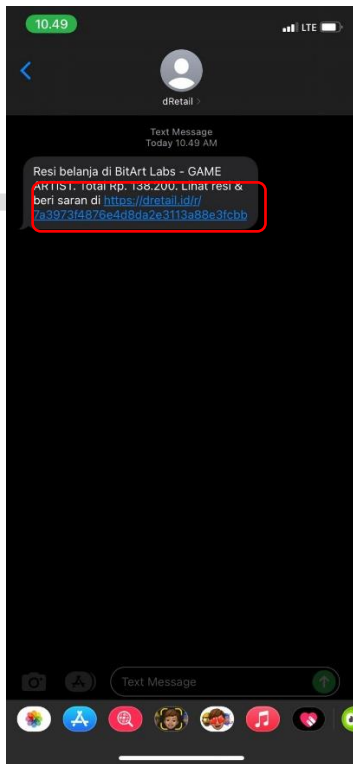 10.49
LTE
dRetail >
Text Message
Today 10.49 AM
Resi belanja di BitArt Labs - GAME
ARTIST. Total Rp. 138.200. Lihat resi &
beri saran di https://dretail.id/r/
7a3973f4876e4d8da2e3113a88e3fcbb
Text Message